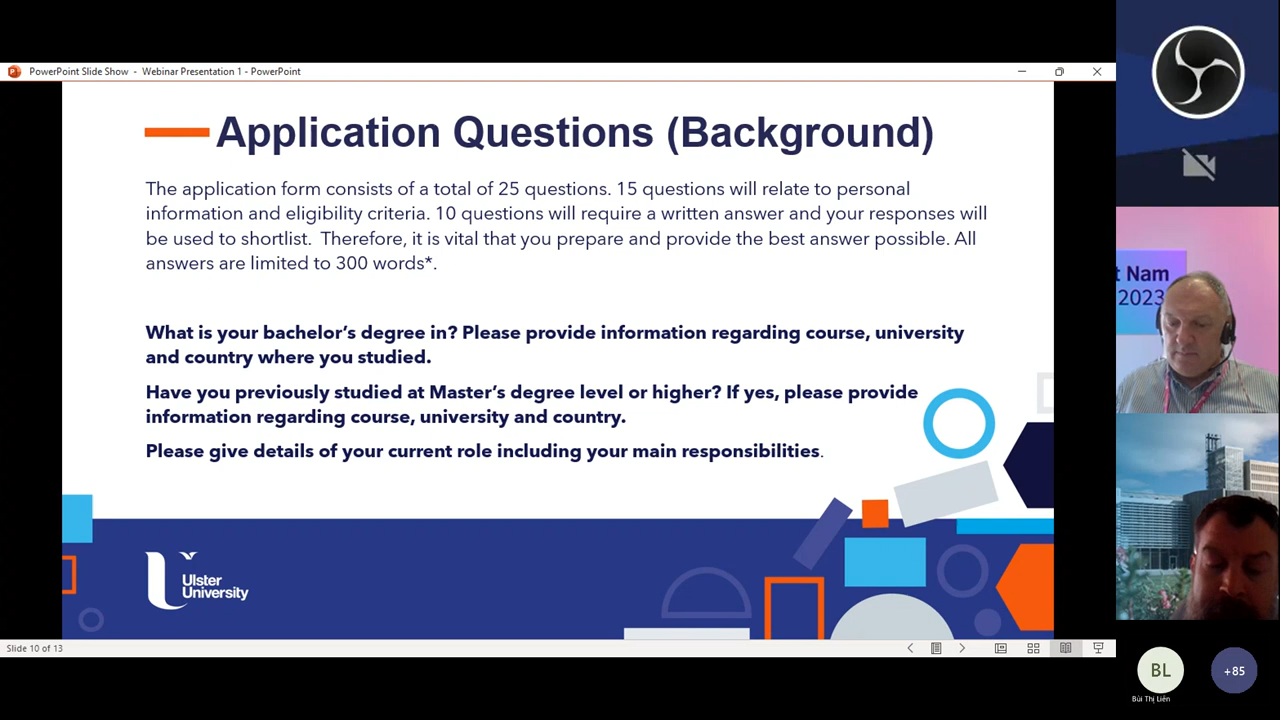 PowerPoint Slide Show - Webinar Presentation 1 - PowerPoint
Application Questions (Background)
The application form consists of a total of 25 questions. 15 questions will relate to personal
information and eligibility criteria. 10 questions will require a written answer and your responses will
be used to shortlist. Therefore, it is vital that you prepare and provide the best answer possible. All
answers are limited to 300 words*.
What is your bachelor’s degree in? Please provide information regarding course, university
and country where you studied.
Have you previously studied at Master’s degree level or higher? If yes, please provide
information regarding course, university and country.
Please give details of your current role including your main responsibilities.
Ulster
University
Slide 10 of 13
t Nam
2023
BL
+85
Bùi Thị Liên